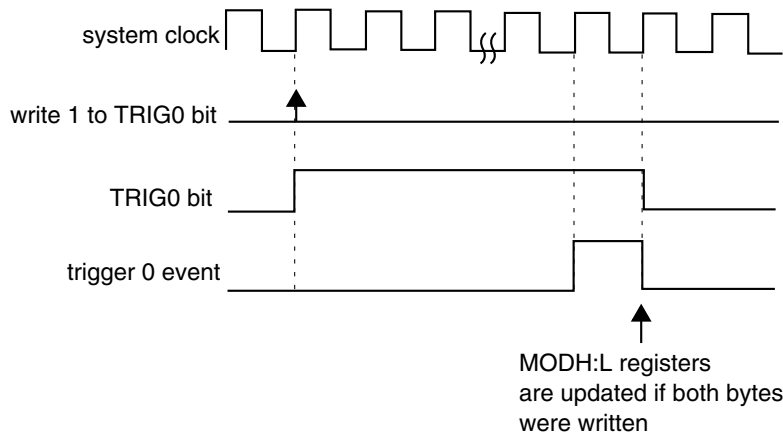 system clock
write 1 to TRIG0 bit
TRIG0 bit
trigger 0 event
MODH:L registers
are updated if both bytes
were written